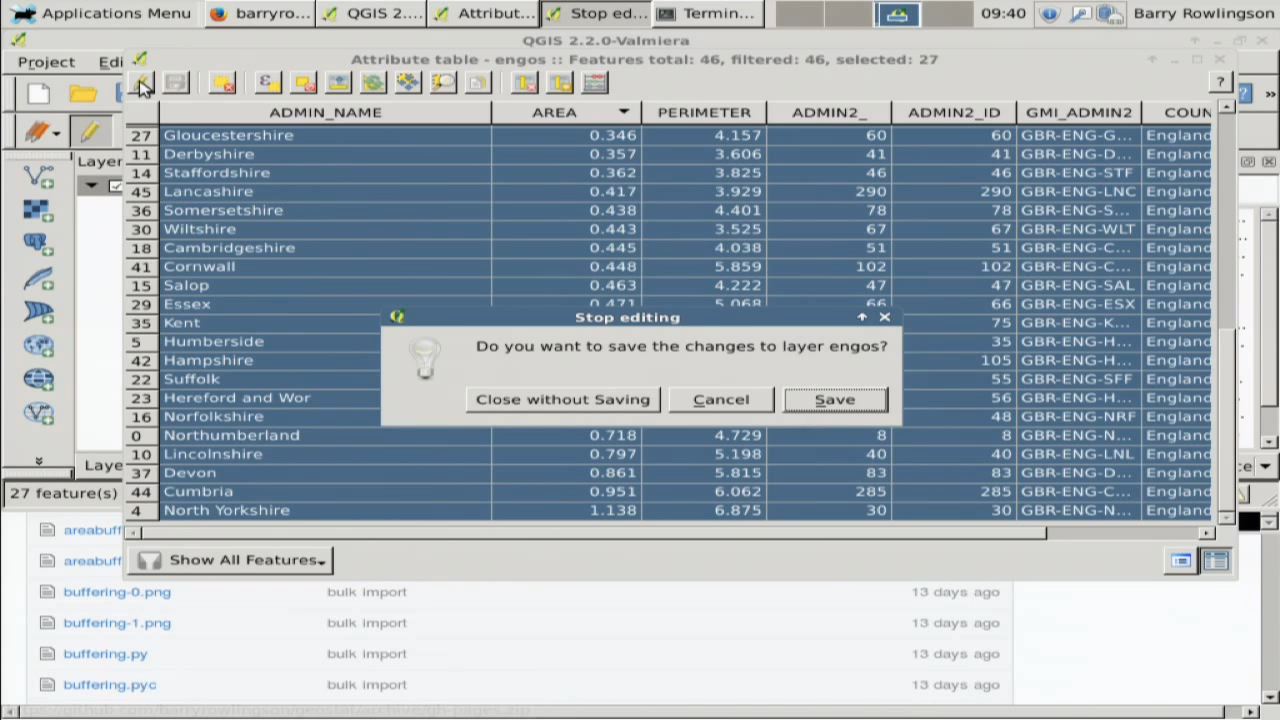 Applications Menu barryro... QGIS 2.... Attribut... Stop ed... Termin... 09:40 Barry Rowlingson
QGIS 2.2.0-Valmiera
Project Edi
Attribute table - engos :: Features total: 46, filtered: 46, selected: 27
?
ADMIN_NAME AREA PERIMETER ADMIN2_ ADMIN2_ID GMI_ADMIN2 COUN
27 Gloucestershire 0.346 4.157 60 60 GBR-ENG-G... England
11 Derbyshire 0.357 3.606 41 41 GBR-ENG-D... England
14 Staffordshire 0.362 3.825 46 46 GBR-ENG-STF England
45 Lancashire 0.417 3.929 290 290 GBR-ENG-LNC England
36 Somersetshire 0.438 4.401 78 78 GBR-ENG-S... England
30 Wiltshire 0.443 3.525 67 67 GBR-ENG-WLT England
18 Cambridgeshire 0.445 4.038 51 51 GBR-ENG-C... England
41 Cornwall 0.448 5.859 102 102 GBR-ENG-C... England
15 Salop 0.463 4.222 47 47 GBR-ENG-SAL England
29 Essex 0.471 5.068 66 66 GBR-ENG-ESX England
35 Kent 75 GBR-ENG-K... England
5 Humberside 35 GBR-ENG-H... England
42 Hampshire 105 GBR-ENG-H... England
22 Suffolk 55 GBR-ENG-SFF England
23 Hereford and Wor 56 GBR-ENG-H... England
16 Norfolkshire 48 GBR-ENG-NRF England
0 Northumberland 0.718 4.729 8 8 GBR-ENG-N... England
10 Lincolnshire 0.797 5.198 40 40 GBR-ENG-LNL England
37 Devon 0.861 5.815 83 83 GBR-ENG-D... England
44 Cumbria 0.951 6.062 285 285 GBR-ENG-C... England
4 North Yorkshire 1.138 6.875 30 30 GBR-ENG-N... England
Stop editing
Do you want to save the changes to layer engos?
Close without Saving Cancel Save
Show All Features
Layer
Laye
27 feature(s)
areabuff
areabuff
buffering-0.png bulk import 13 days ago
buffering-1.png bulk import 13 days ago
buffering.py bulk import 13 days ago
buffering.pyc bulk import 13 days ago